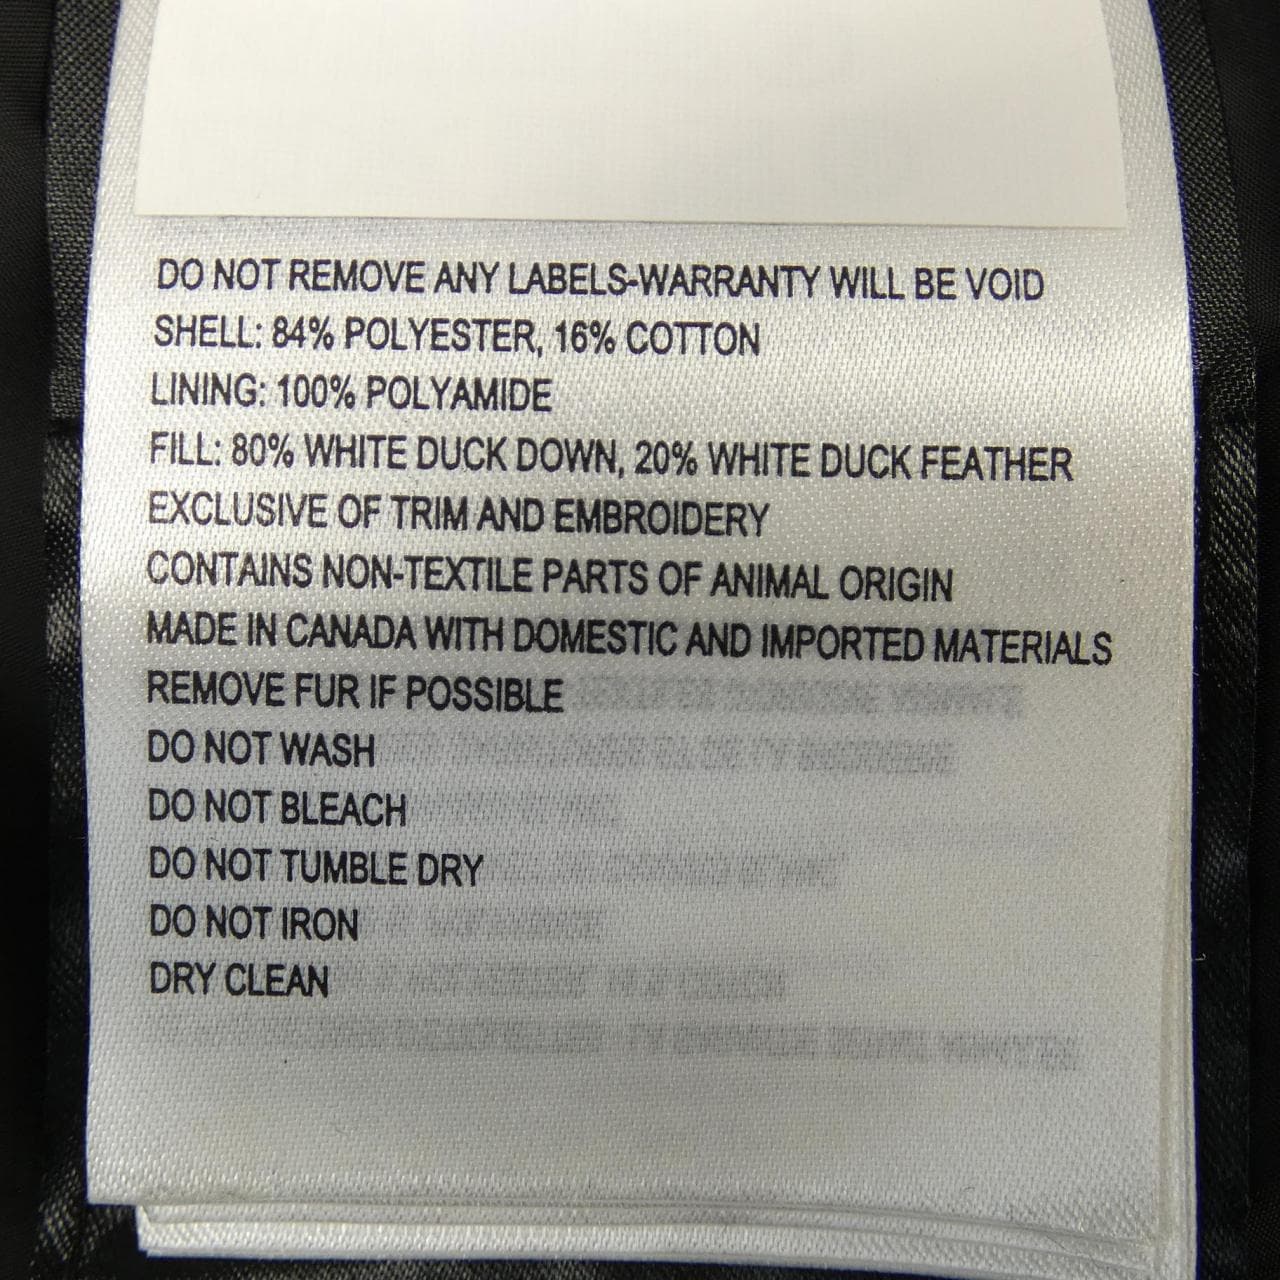 DO NOT REMOVE ANY LABELS-WARRANTY WILL BE VOID
SHELL: 84% POLYESTER, 16% COTTON
LINING: 100% POLYAMIDE
FILL: 80% WHITE DUCK DOWN, 20% WHITE DUCK FEATHER
EXCLUSIVE OF TRIM AND EMBROIDERY
CONTAINS NON-TEXTILE PARTS OF ANIMAL ORIGIN
MADE IN CANADA WITH DOMESTIC AND IMPORTED MATERIALS
REMOVE FUR IF POSSIBLE
DO NOT WASH
DO NOT BLEACH
DO NOT TUMBLE DRY
DO NOT IRON
DRY CLEAN